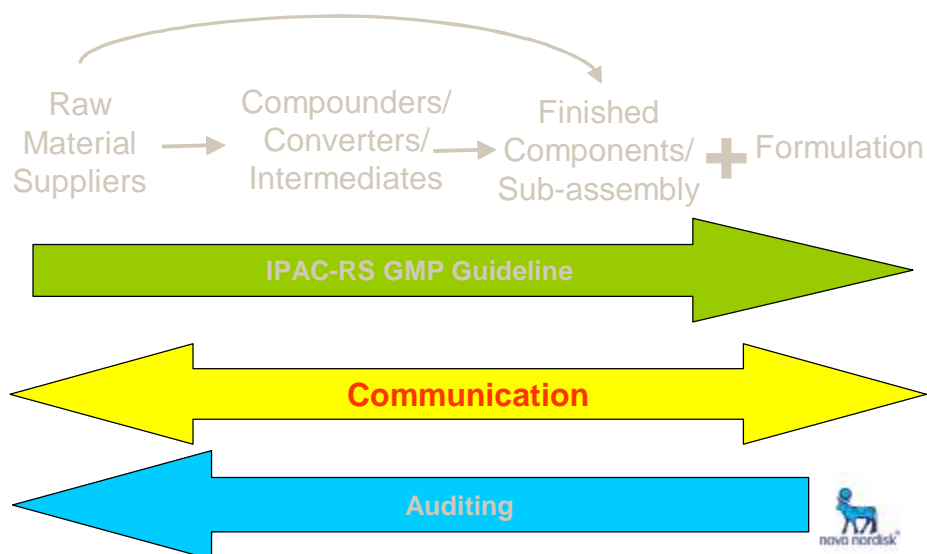 Raw
Material
Suppliers
Compounders/
Converters/
Intermediates
Finished
Components/
Sub-assembly
+
Formulation
IPAC-RS GMP Guideline
Communication
Auditing
novo nordisk